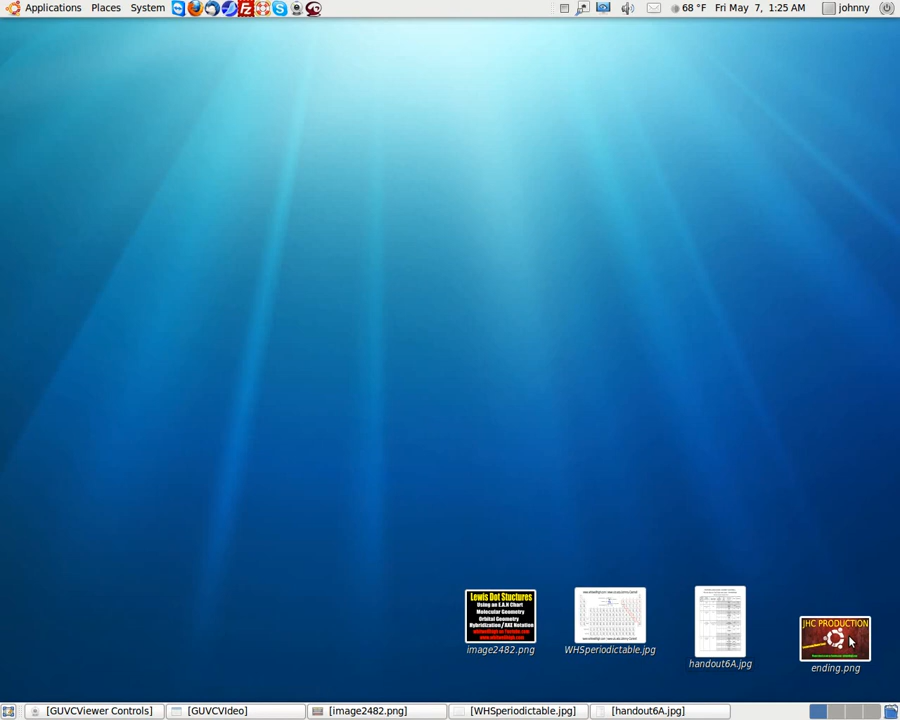 Applications Places System
68 °F Fri May 7, 1:25 AM johnny
Lewis Dot Stuctures
Using an E.A.N Chart
Molecular Geometry
Orbital Geometry
Hybridization / AXE Notation
image2482.png
WHSperiodictable.jpg
handout6A.jpg
JHC PRODUCTION
ending.png
[GUVCViewer Controls] [GUVCVIdeo] [image2482.png] [WHSperiodictable.jpg] [handout6A.jpg]